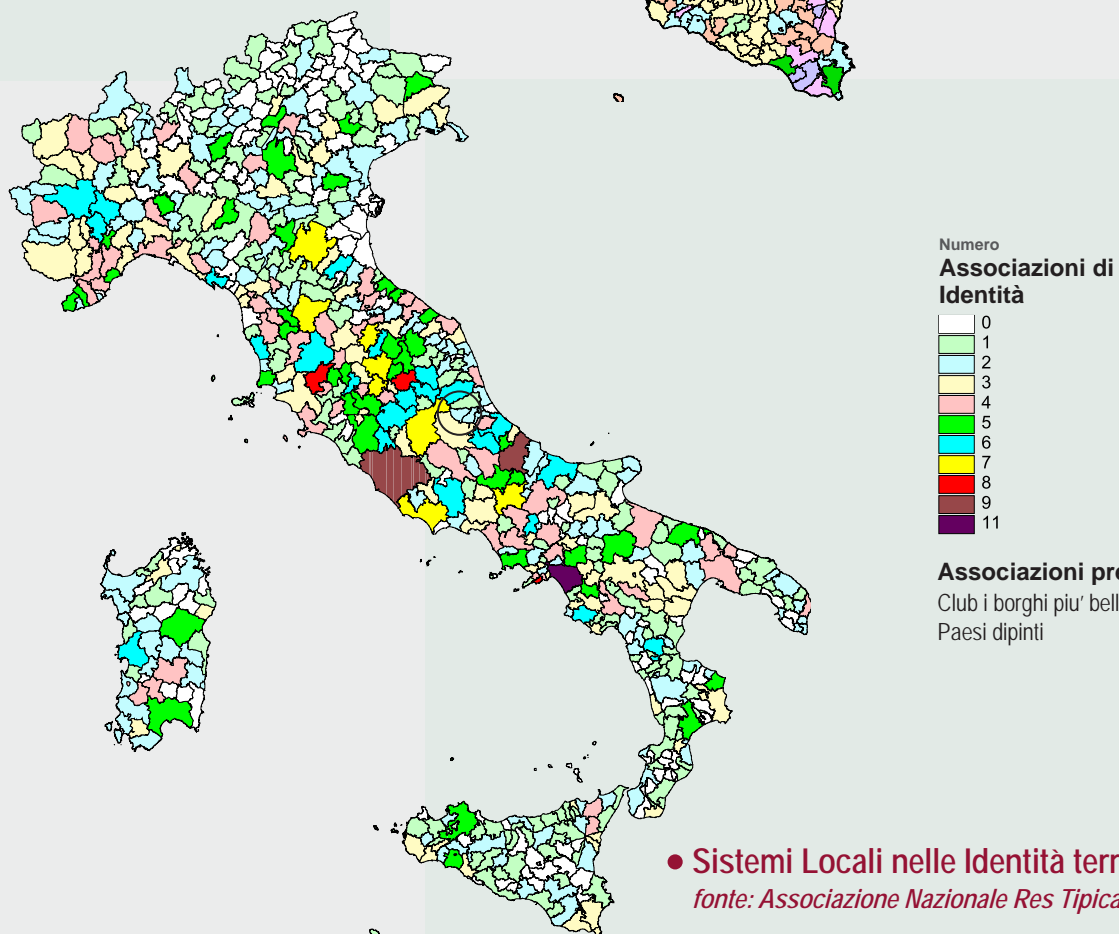 Numero
Associazioni di
Identità
0
1
2
3
4
5
6
7
8
9
11
Associazioni pro
Club i borghi piu' bell
Paesi dipinti
• Sistemi Locali nelle Identità terr
fonte: Associazione Nazionale Res Tipica